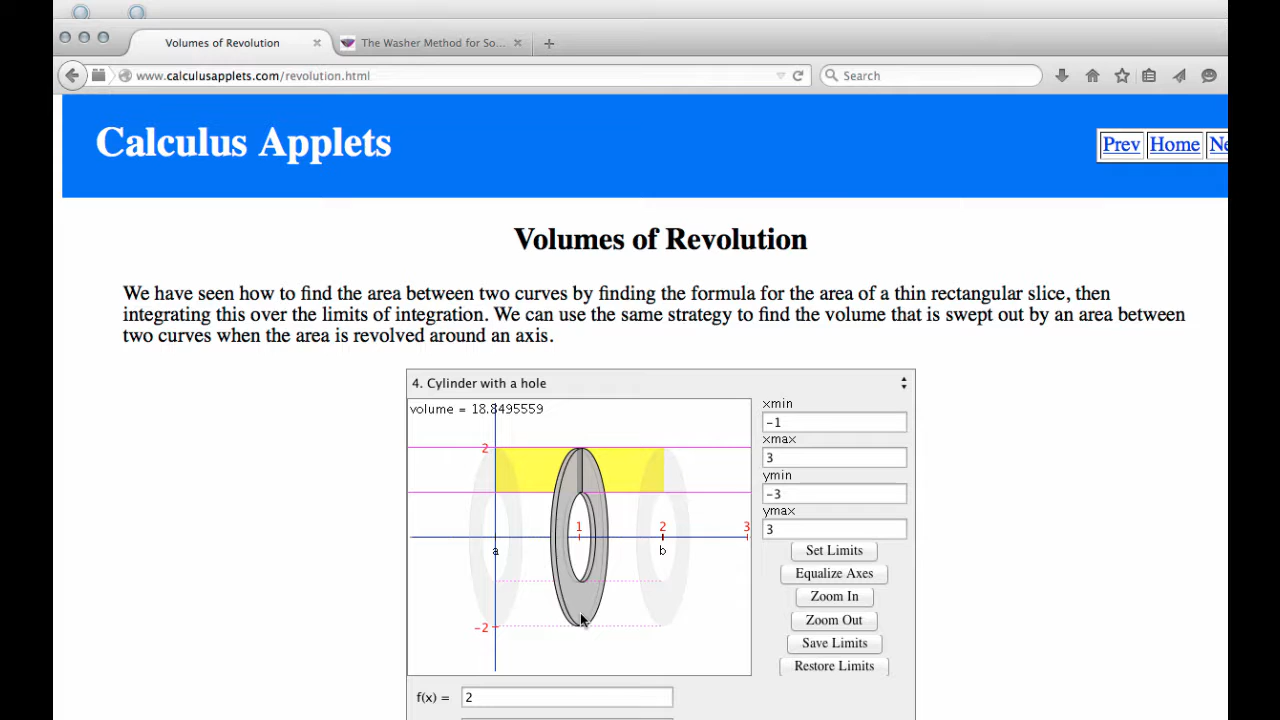 Volumes of Revolution
The Washer Method for So...
www.calculusapplets.com/revolution.html
Search
Calculus Applets
Prev Home Ne
Volumes of Revolution
We have seen how to find the area between two curves by finding the formula for the area of a thin rectangular slice, then
integrating this over the limits of integration. We can use the same strategy to find the volume that is swept out by an area between
two curves when the area is revolved around an axis.
4. Cylinder with a hole
volume = 18.8495559
2
1
2
3
a
b
-2
xmin
-1
xmax
3
ymin
-3
ymax
3
Set Limits
Equalize Axes
Zoom In
Zoom Out
Save Limits
Restore Limits
f(x) = 2